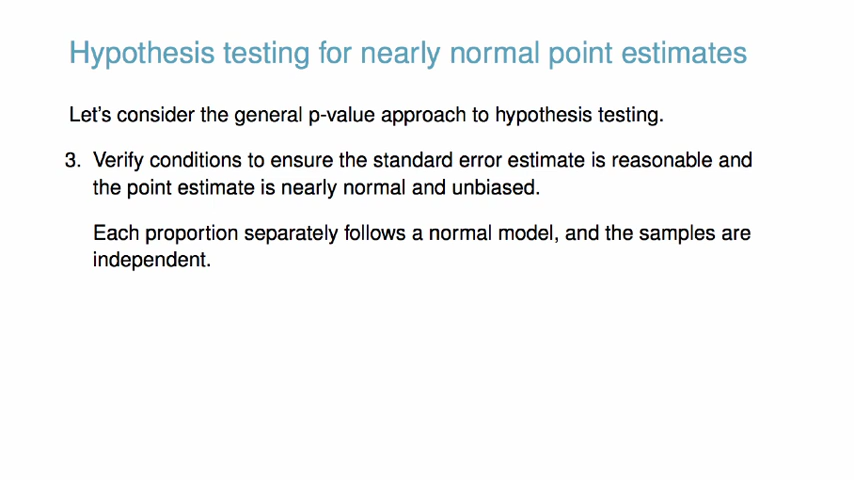 Hypothesis testing for nearly normal point estimates
Let's consider the general p-value approach to hypothesis testing.
3. Verify conditions to ensure the standard error estimate is reasonable and
the point estimate is nearly normal and unbiased.
Each proportion separately follows a normal model, and the samples are
independent.